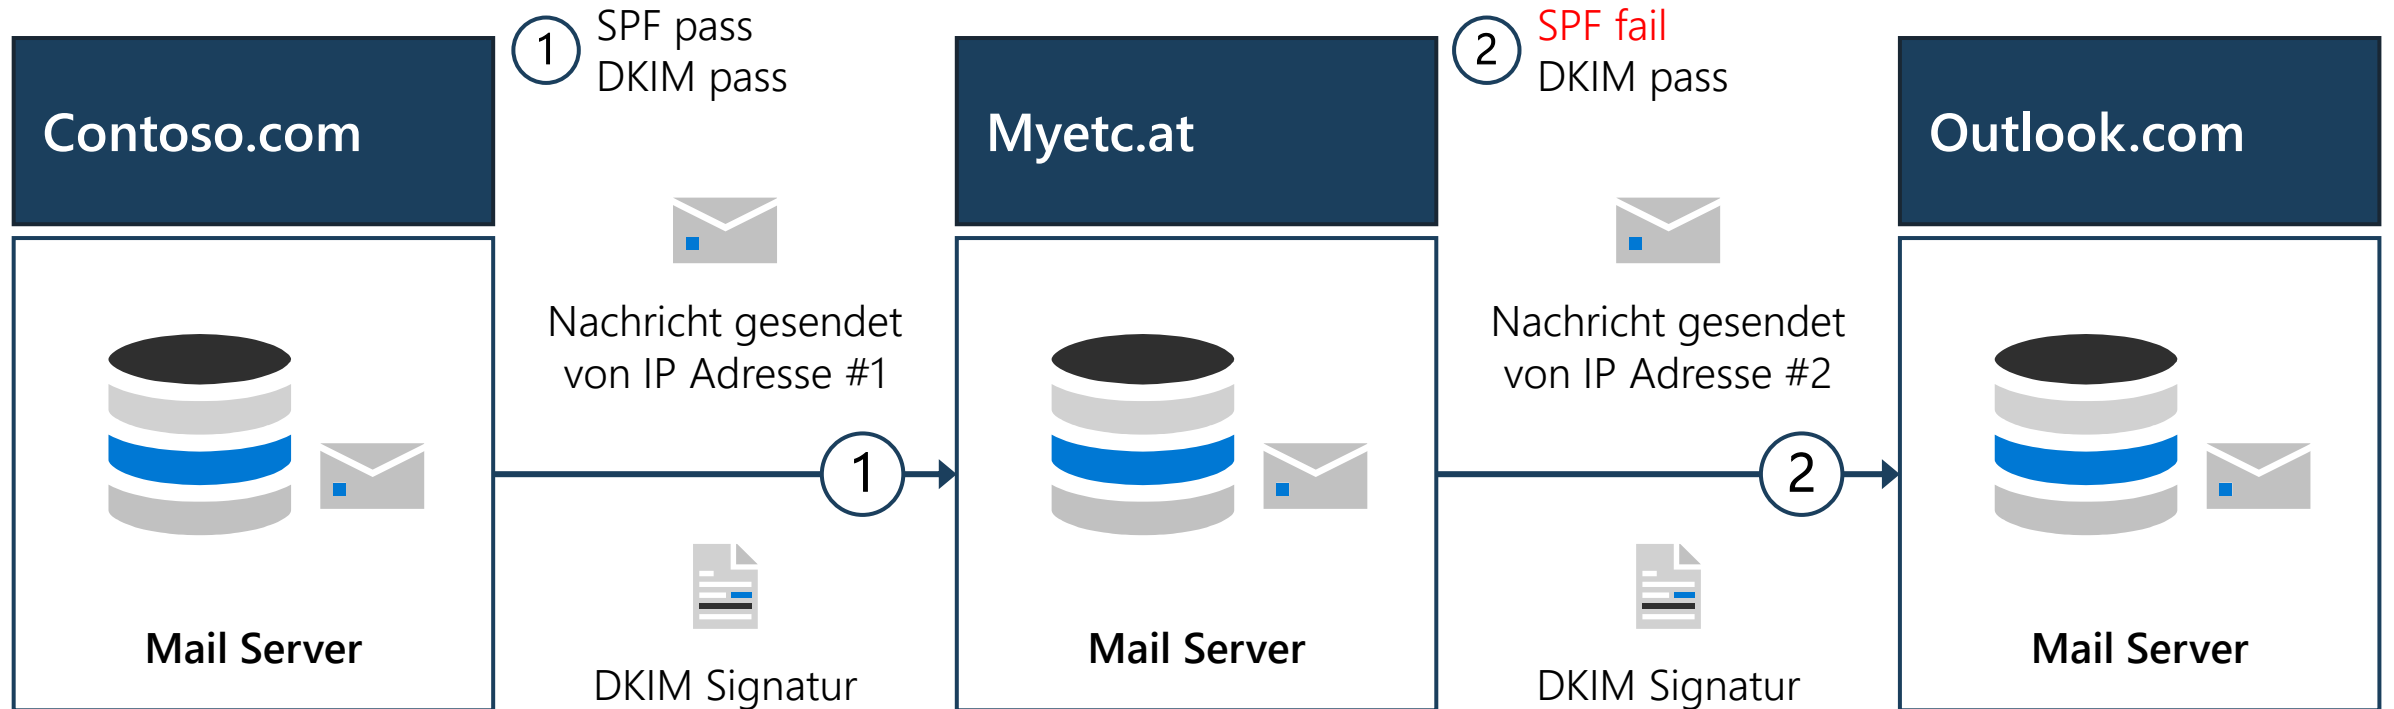 1
SPF pass
DKIM pass
2
SPF fail
DKIM pass
Contoso.com
Myetc.at
Outlook.com
Nachricht gesendet
von IP Adresse #1
Nachricht gesendet
von IP Adresse #2
1
2
Mail Server
DKIM Signatur
Mail Server
DKIM Signatur
Mail Server